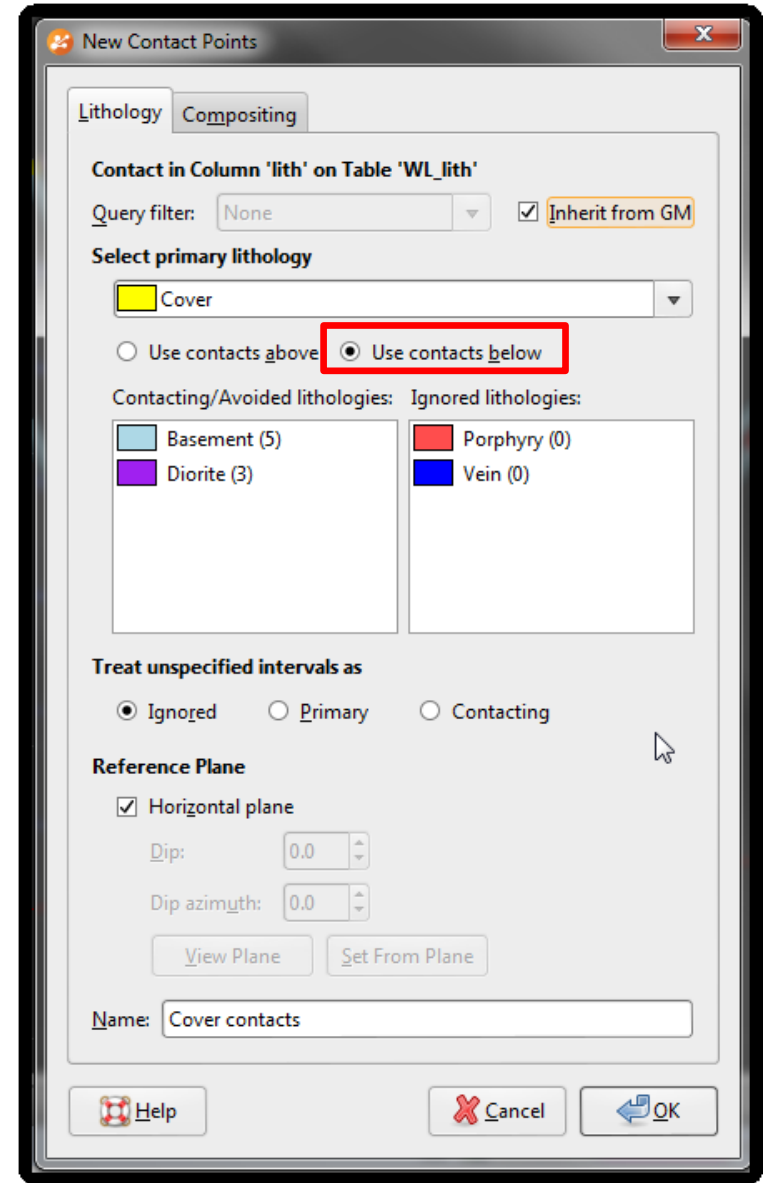 New Contact Points
Lithology Compositing
Contact in Column 'lith' on Table 'WL_lith'
Query filter: None Inherit from GM
Select primary lithology
Cover
Use contacts above Use contacts below
Contacting/Avoided lithologies: Ignored lithologies:
Basement (5) Porphyry (0)
Diorite (3) Vein (0)
Treat unspecified intervals as
Ignored Primary Contacting
Reference Plane
Horizontal plane
Dip: 0.0
Dip azimuth: 0.0
View Plane Set From Plane
Name: Cover contacts
Help Cancel OK